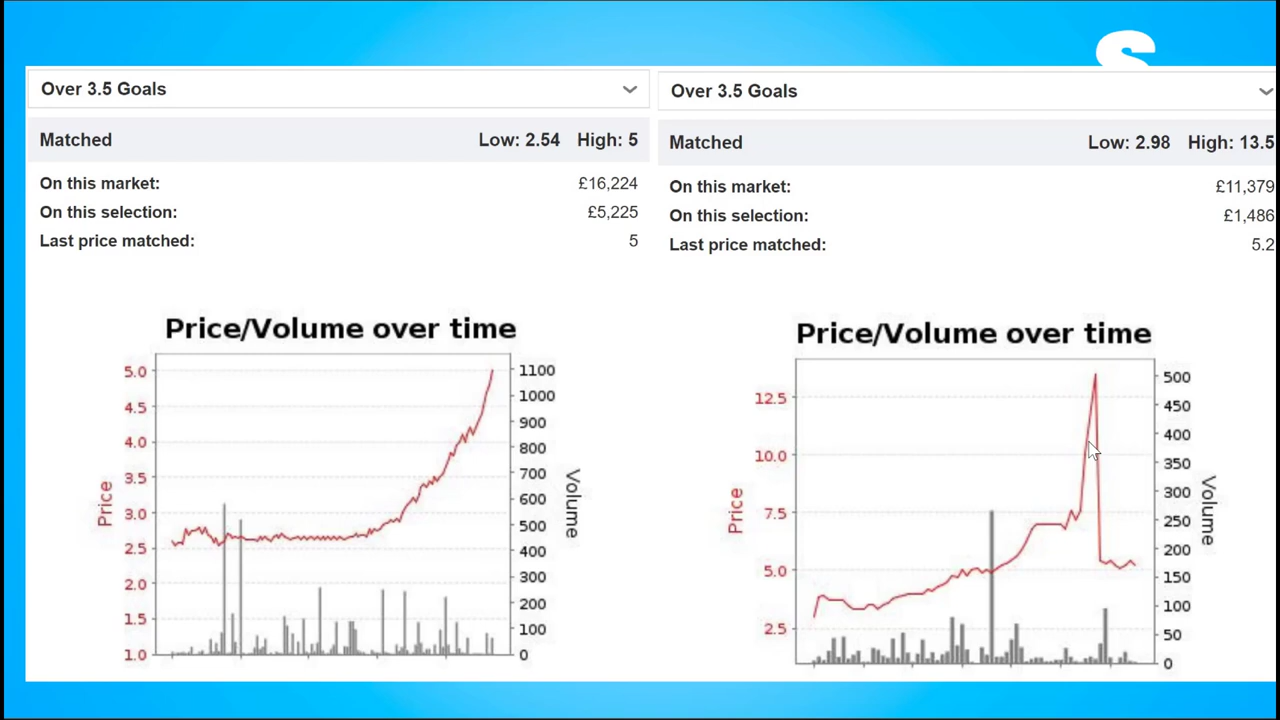 S
Over 3.5 Goals
Matched Low: 2.54 High: 5
On this market: £16,224
On this selection: £5,225
Last price matched: 5
Price/Volume over time
5.0
4.5
4.0
3.5
3.0
2.5
2.0
1.5
1.0
Price
1100
1000
900
800
700
600
500
400
300
200
100
0
Volume
Over 3.5 Goals
Matched Low: 2.98 High: 13.5
On this market: £11,379
On this selection: £1,486
Last price matched: 5.2
Price/Volume over time
12.5
10.0
7.5
5.0
2.5
Price
500
450
400
350
300
250
200
150
100
50
0
Volume